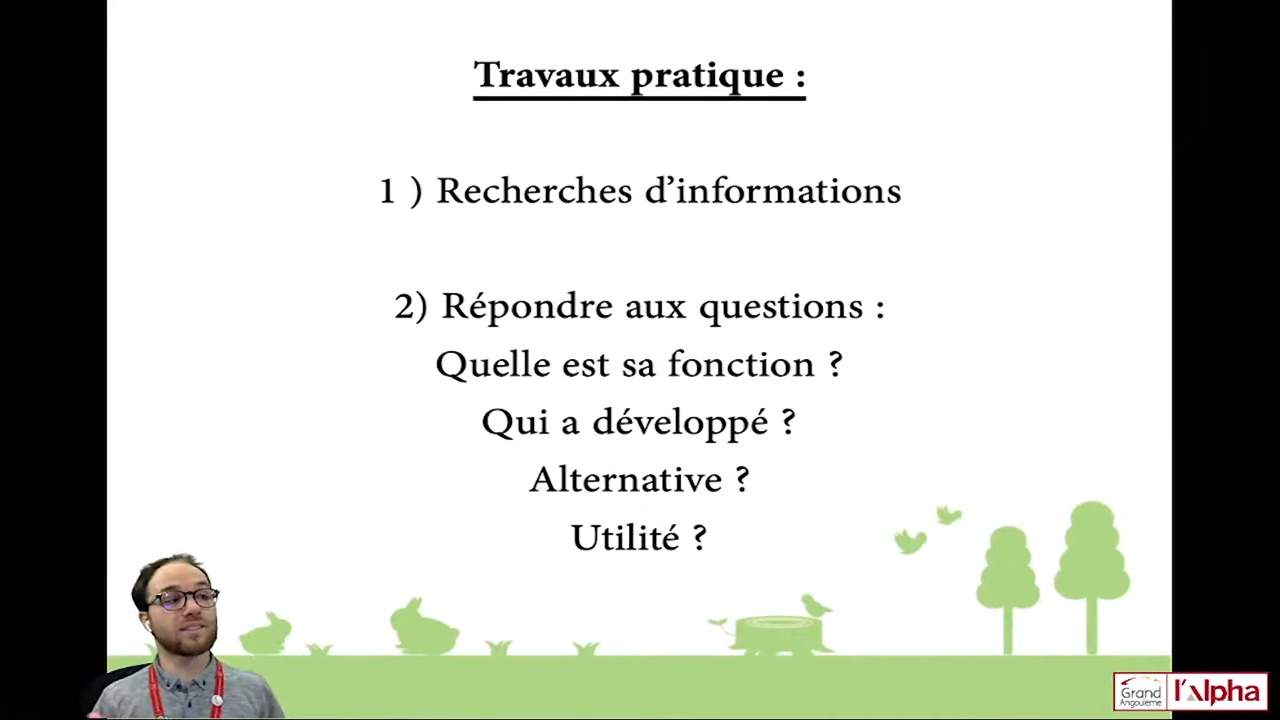 Travaux pratique :
1 ) Recherches d’informations
2) Répondre aux questions :
Quelle est sa fonction ?
Qui a développé ?
Alternative ?
Utilité ?
Grand
Angoulême
l'Alpha